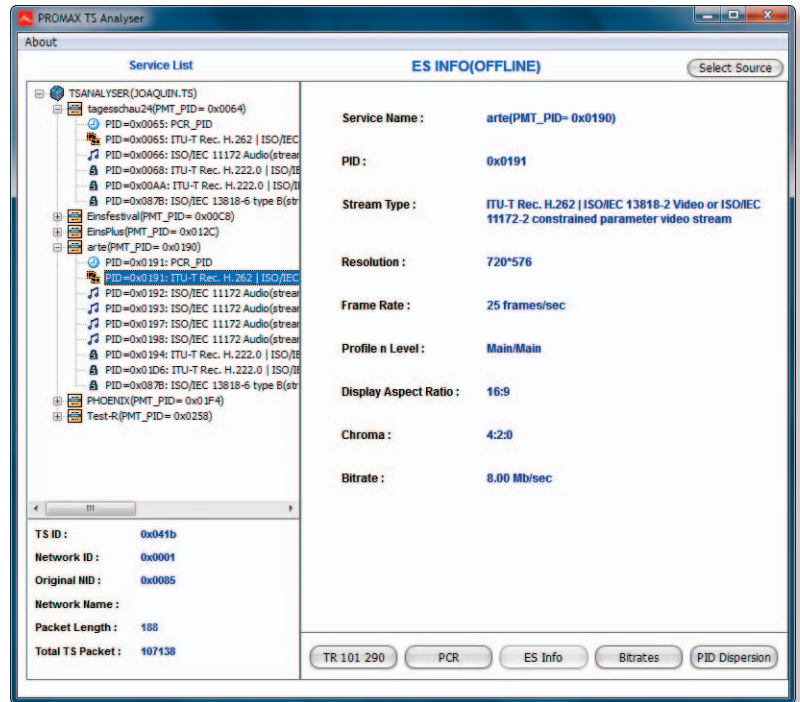 PROMAX TS Analyser
About
Service List
ES INFO(OFFLINE)
Select Source
TSANALYSER(JOAQUIN.TS)
tagesschau24(PMT_PID= 0x0064)
PID=0x0065: PCR_PID
PID=0x0065: ITU-T Rec. H.262 | ISO/IEC
PID=0x0066: ISO/IEC 11172 Audio(strear
PID=0x0068: ITU-T Rec. H.222.0 | ISO/IE
PID=0x00AA: ITU-T Rec. H.222.0 | ISO/II
PID=0x087B: ISO/IEC 13818-6 type B(str
Einsfestival(PMT_PID= 0x00C8)
EinsPlus(PMT_PID= 0x012C)
arte(PMT_PID= 0x0190)
PID=0x0191: PCR_PID
PID=0x0191: ITU-T Rec. H.262 | ISO/IEC
PID=0x0192: ISO/IEC 11172 Audio(strear
PID=0x0193: ISO/IEC 11172 Audio(strear
PID=0x0197: ISO/IEC 11172 Audio(strear
PID=0x0198: ISO/IEC 11172 Audio(strear
PID=0x0194: ITU-T Rec. H.222.0 | ISO/IE
PID=0x01D6: ITU-T Rec. H.222.0 | ISO/IE
PID=0x087B: ISO/IEC 13818-6 type B(str
PHOENIX(PMT_PID= 0x01F4)
Test-R(PMT_PID= 0x0258)
Service Name : arte(PMT_PID= 0x0190)
PID : 0x0191
Stream Type : ITU-T Rec. H.262 | ISO/IEC 13818-2 Video or ISO/IEC
11172-2 constrained parameter video stream
Resolution : 720*576
Frame Rate : 25 frames/sec
Profile n Level : Main/Main
Display Aspect Ratio : 16:9
Chroma : 4:2:0
Bitrate : 8.00 Mb/sec
TS ID : 0x041b
Network ID : 0x0001
Original NID : 0x0085
Network Name :
Packet Length : 188
Total TS Packet : 107138
TR 101 290
PCR
ES Info
Bitrates
PID Dispersion